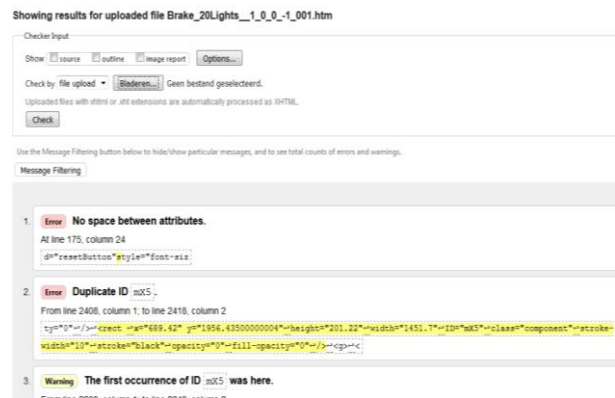 Showing results for uploaded file Brake_20Lights__1_0_0_-1_001.htm
Checker Input
Show source outline image report Options...
Check by file upload Bladeren... Geen bestand geselecteerd.
Uploaded files with xhtml or .xht extensions are automatically processed as XHTML.
Check
Use the Message Filtering button below to hide/show particular messages, and to see total counts of errors and warnings.
Message Filtering
1. Error No space between attributes.
At line 175, column 24
d="resetButton"style="font-siz
2. Error Duplicate ID mX5.
From line 2408, column 1; to line 2418, column 2
ty="0"↩/>↩<rect ↩x="689.42" y="1956.43500000004"↩height="201.22"↩width="1451.7"↩ID="mX5"↩class="component"↩stroke-
width="10"↩stroke="black"↩opacity="0"↩fill-opacity="0"↩/>↩<g>↩<
3. Warning The first occurrence of ID mX5 was here.